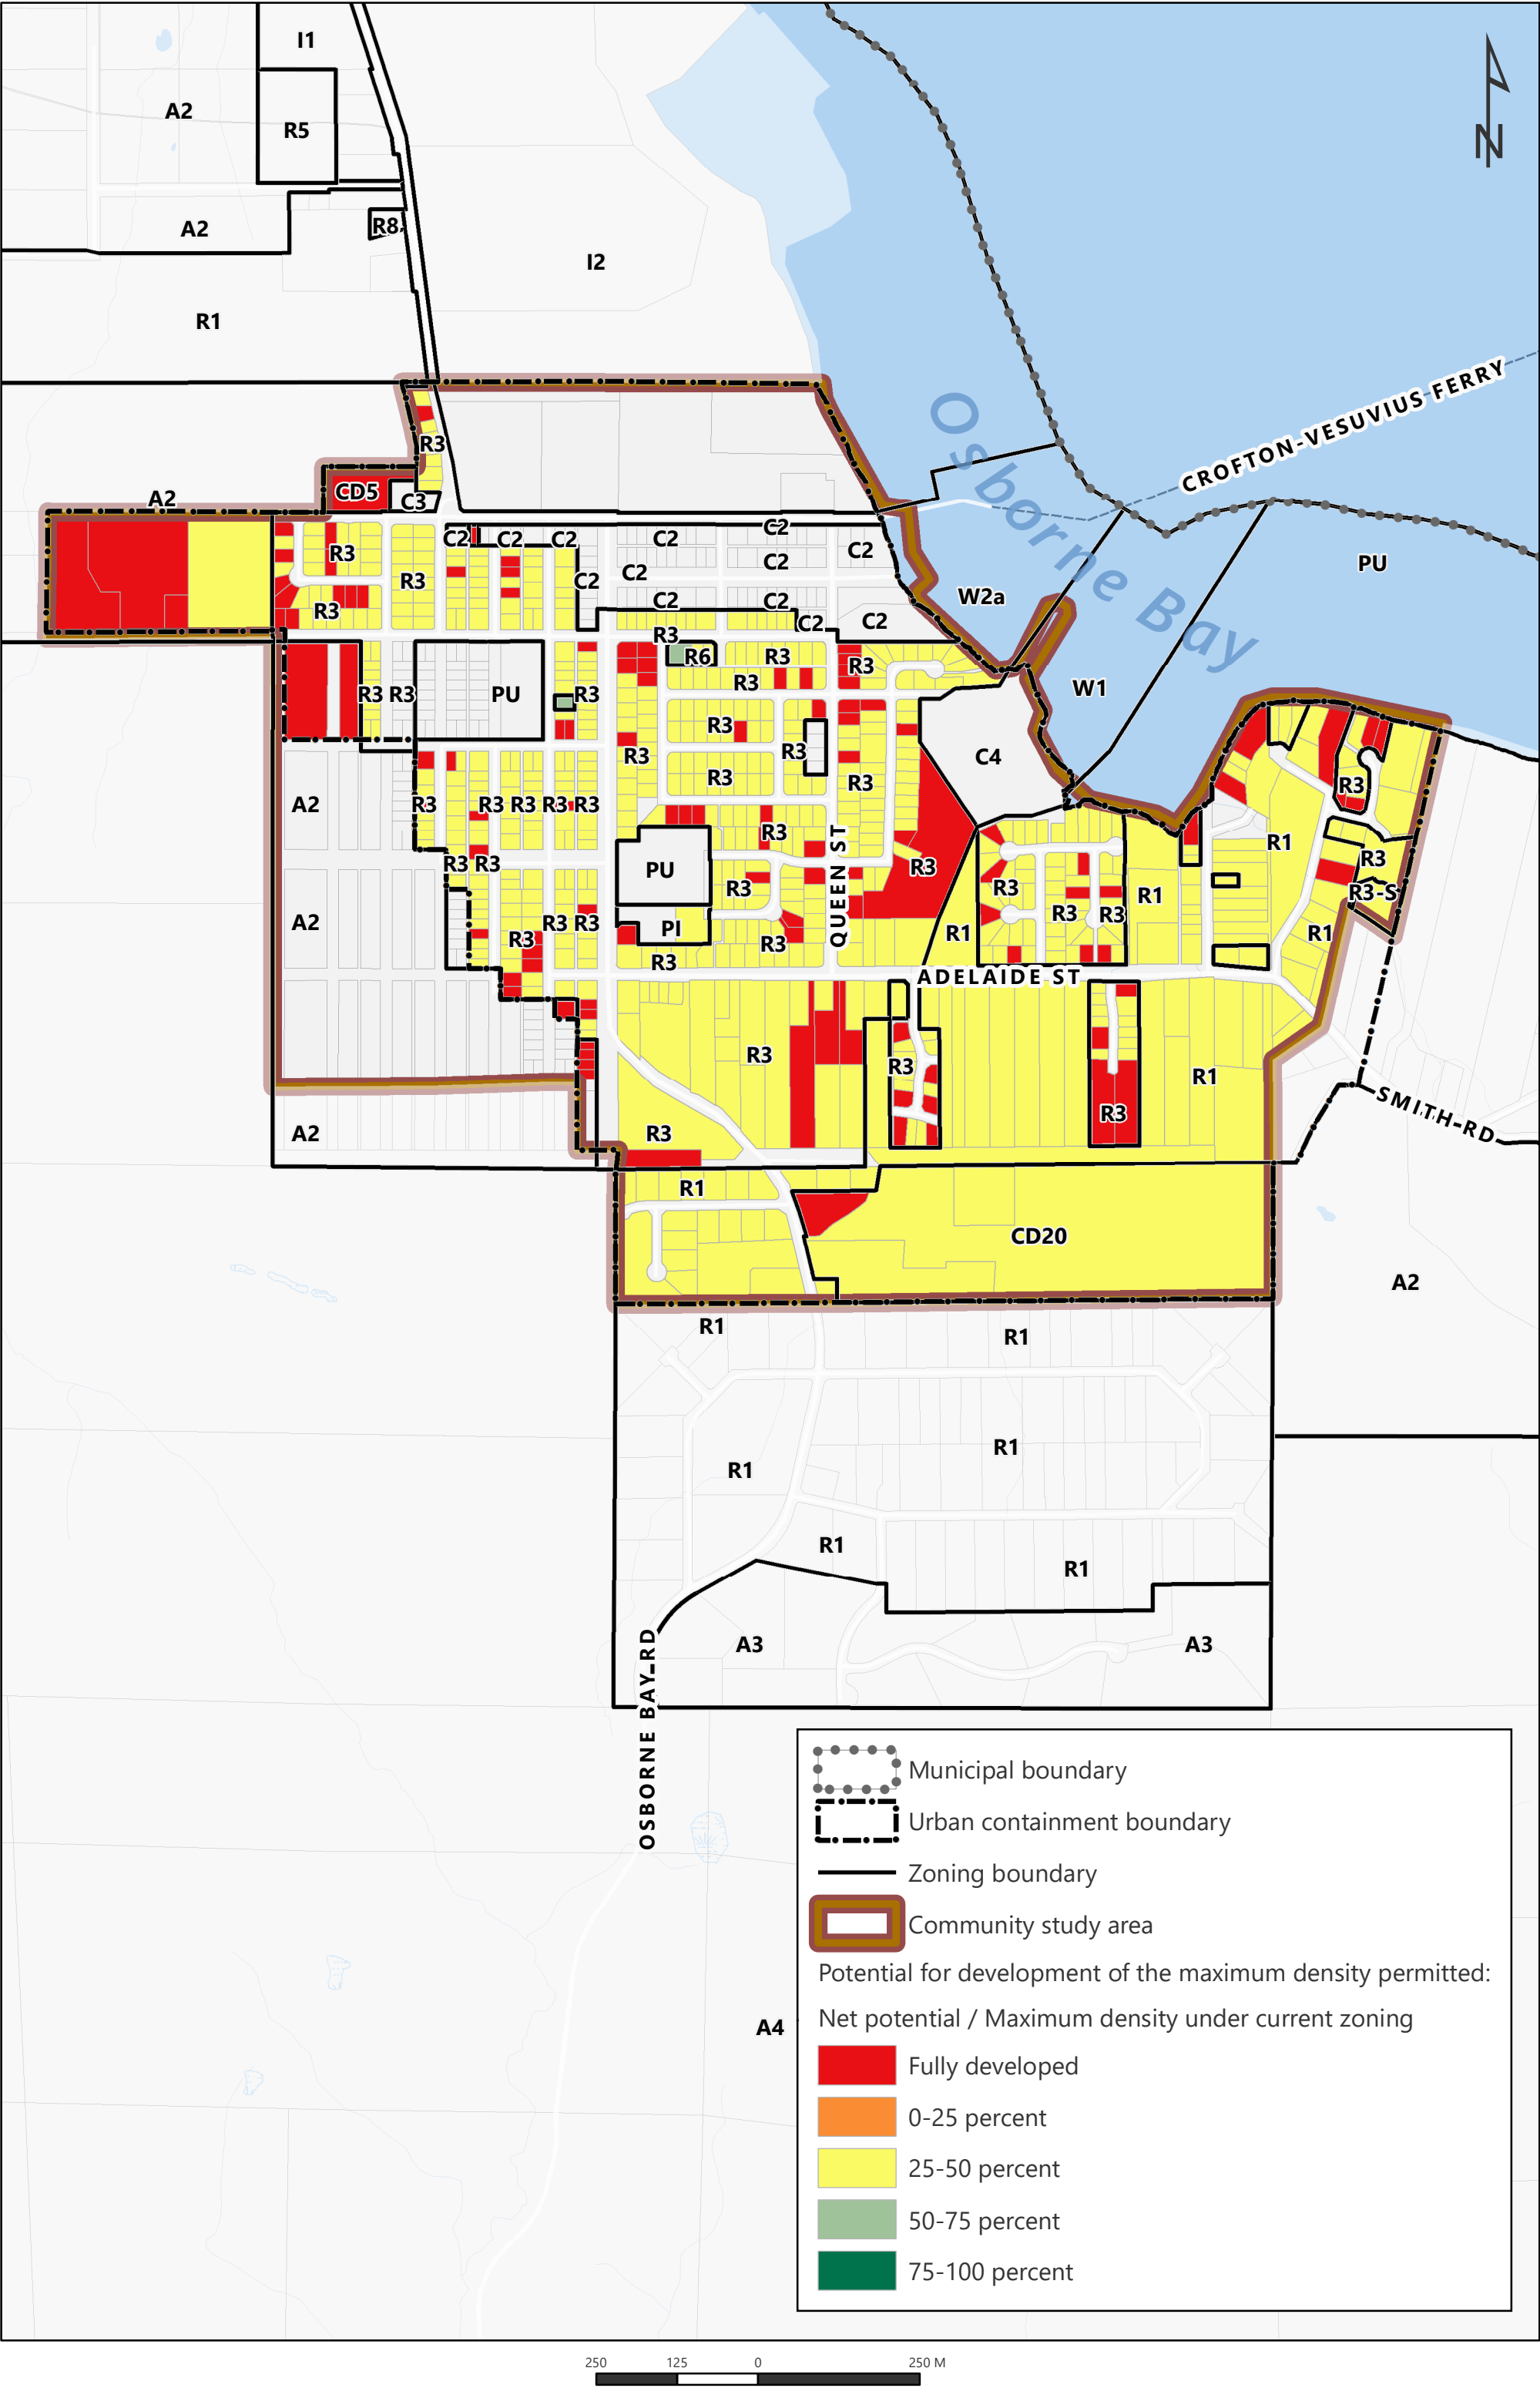 I1
A2
R5
N
A2
R8
I2
R1
CROFTON-VESUVIUS FERRY
Osborne Bay
R3
CD5
C3
A2
C2
C2
C2
C2
C2
C2
C2
R3
R3
C2
C2
PU
R3
C2
C2
C2
C2
W2a
R3
R6
R3
R3
R3
R3
PU
R3
R3
W1
R3
R3
R3
C4
R3
R3
R3
R3
A2
R3
R3
R3
R3
R3
R3
R1
R3
R3
PU
R3
QUEEN ST
R3
R3
R3
R1
R3-S
A2
R3
R3
R3
PI
R3
R3
R3
R1
R1
R3
ADELAIDE ST
R3
R3
R1
R3
SMITH RD
A2
R3
R1
CD20
A2
R1
R1
R1
R1
R1
R1
A3
A3
OSBORNE BAY RD
A4
Municipal boundary
Urban containment boundary
Zoning boundary
Community study area
Potential for development of the maximum density permitted:
Net potential / Maximum density under current zoning
Fully developed
0-25 percent
25-50 percent
50-75 percent
75-100 percent
250 125 0 250 M